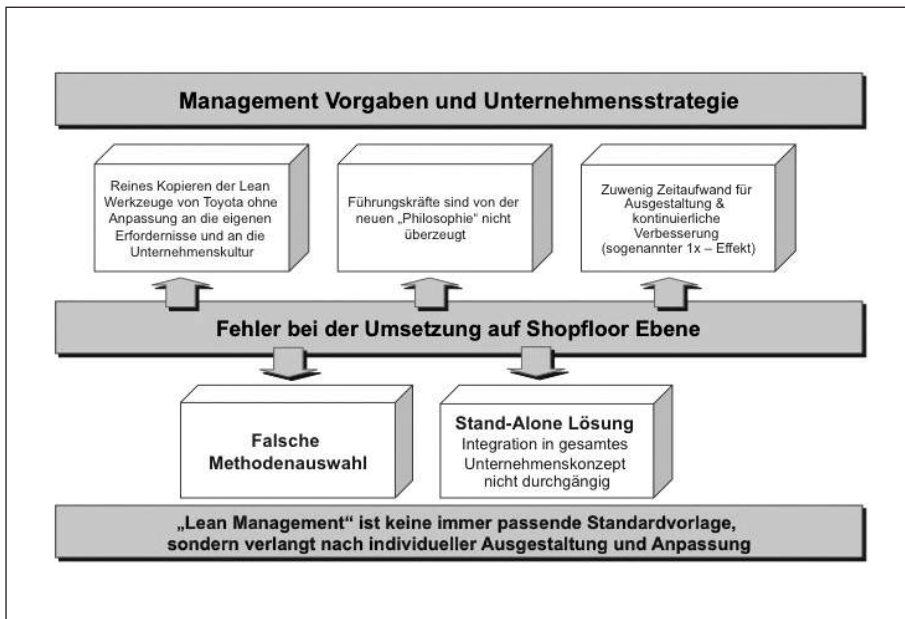 Management Vorgaben und Unternehmensstrategie
Reines Kopieren der Lean
Werkzeuge von Toyota ohne
Anpassung an die eigenen
Erfordernisse und an die
Unternehmenskultur
Führungskräfte sind von der
neuen „Philosophie“ nicht
überzeugt
Zuwenig Zeitaufwand für
Ausgestaltung &
kontinuierliche
Verbesserung
(sogenannter 1x – Effekt)
Fehler bei der Umsetzung auf Shopfloor Ebene
Falsche
Methodenauswahl
Stand-Alone Lösung
Integration in gesamtes
Unternehmenskonzept
nicht durchgängig
„Lean Management“ ist keine immer passende Standardvorlage,
sondern verlangt nach individueller Ausgestaltung und Anpassung